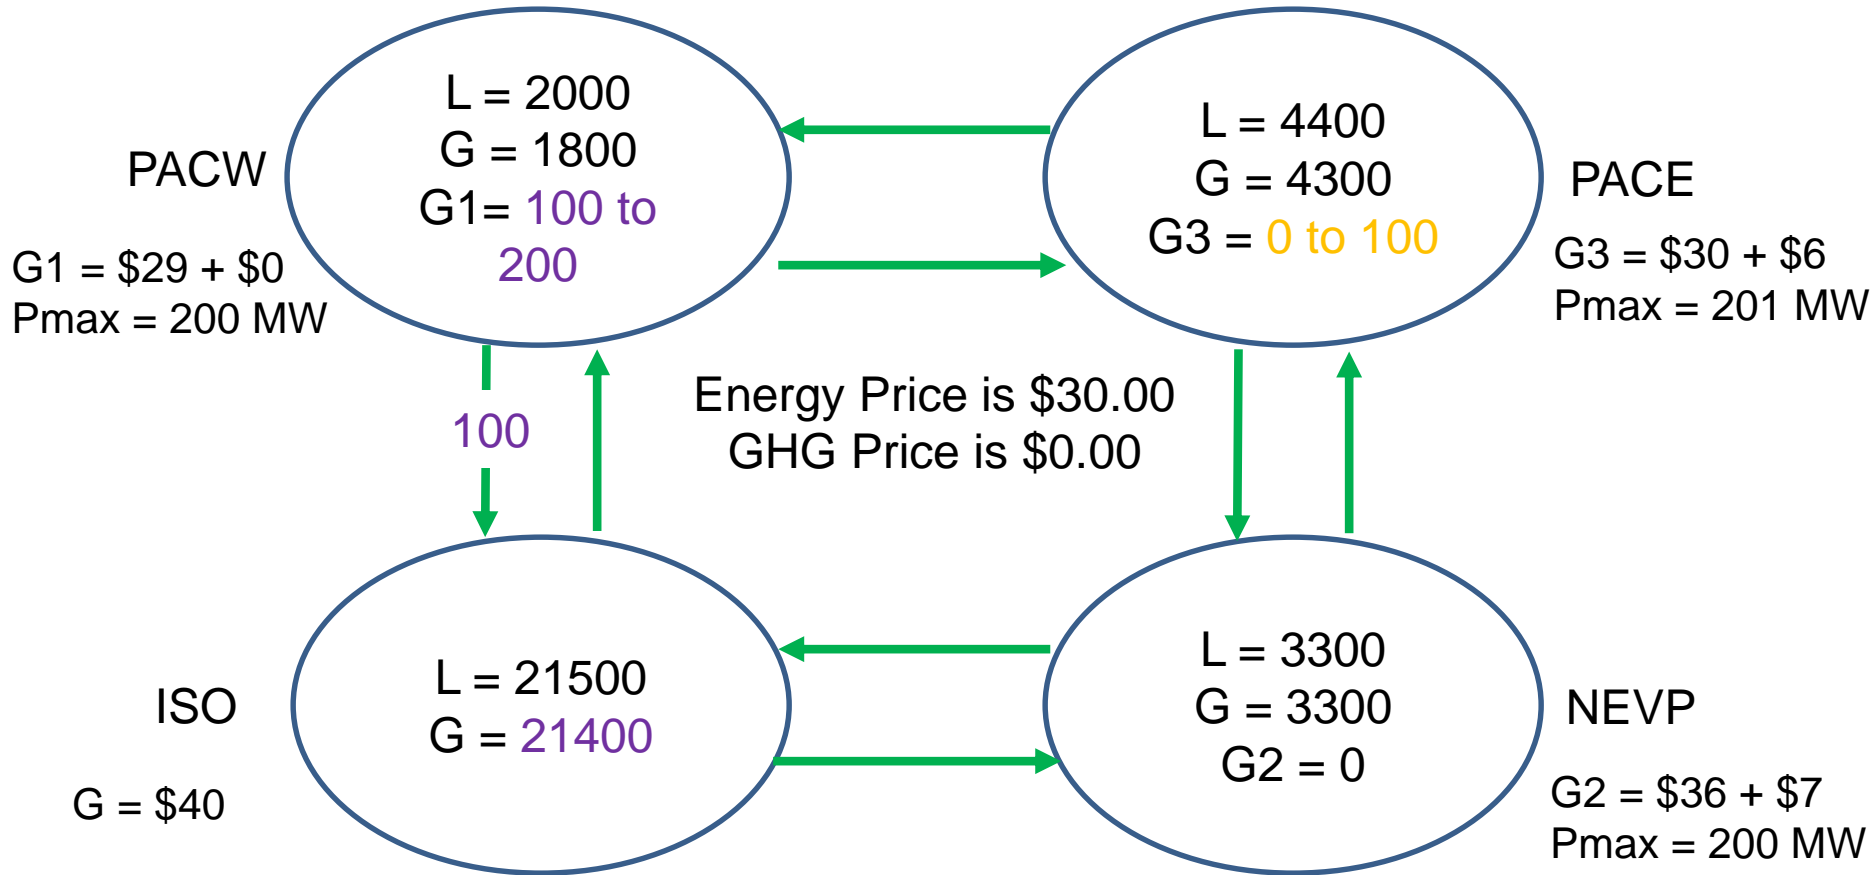 PACW
L = 2000
G = 1800
G1= 100 to
200
G1 = $29 + $0
Pmax = 200 MW
L = 4400
G = 4300
G3 = 0 to 100
PACE
G3 = $30 + $6
Pmax = 201 MW
100
Energy Price is $30.00
GHG Price is $0.00
ISO
L = 21500
G = 21400
G = $40
L = 3300
G = 3300
G2 = 0
NEVP
G2 = $36 + $7
Pmax = 200 MW